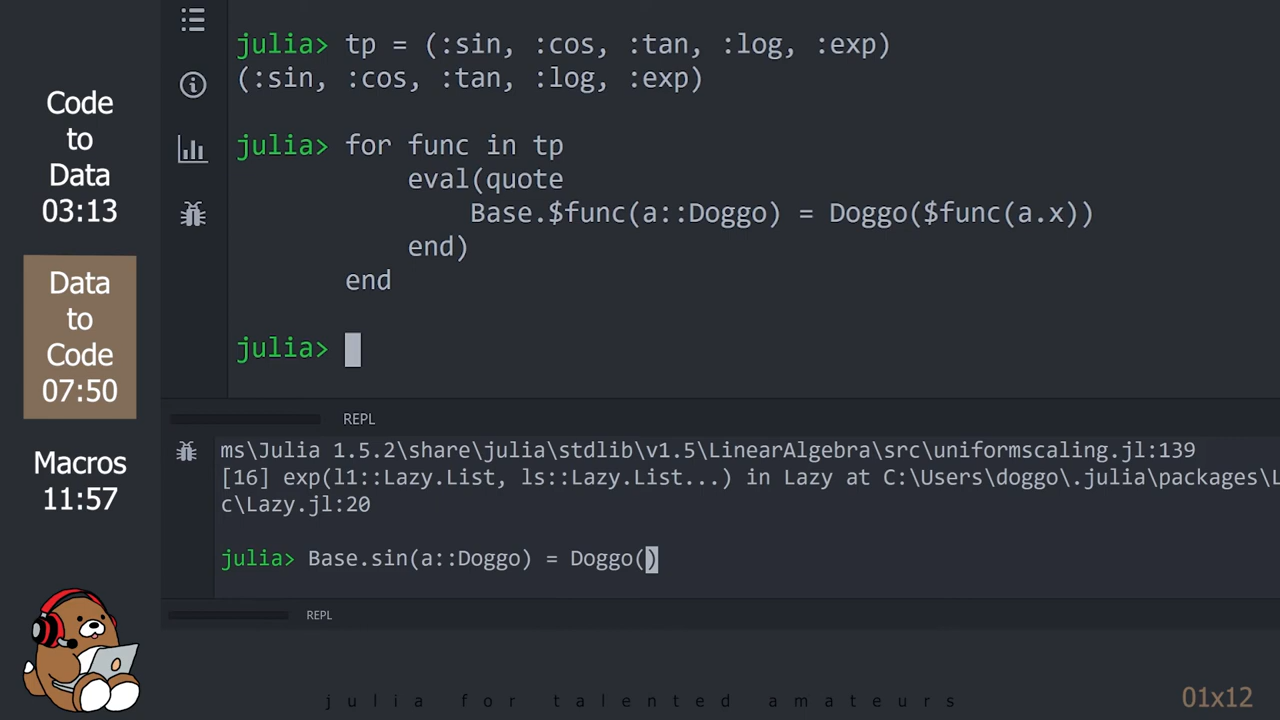 Code
to
Data
03:13
Data
to
Code
07:50
Macros
11:57
julia> tp = (:sin, :cos, :tan, :log, :exp)
(:sin, :cos, :tan, :log, :exp)
julia> for func in tp
eval(quote
Base.$func(a::Doggo) = Doggo($func(a.x))
end)
end
julia>
REPL
ms\Julia 1.5.2\share\julia\stdlib\v1.5\LinearAlgebra\src\uniformscaling.jl:139
[16] exp(l1::Lazy.List, ls::Lazy.List...) in Lazy at C:\Users\doggo\.julia\packages\L
c\Lazy.jl:20
julia> Base.sin(a::Doggo) = Doggo()
REPL
julia for talented amateurs
01x12